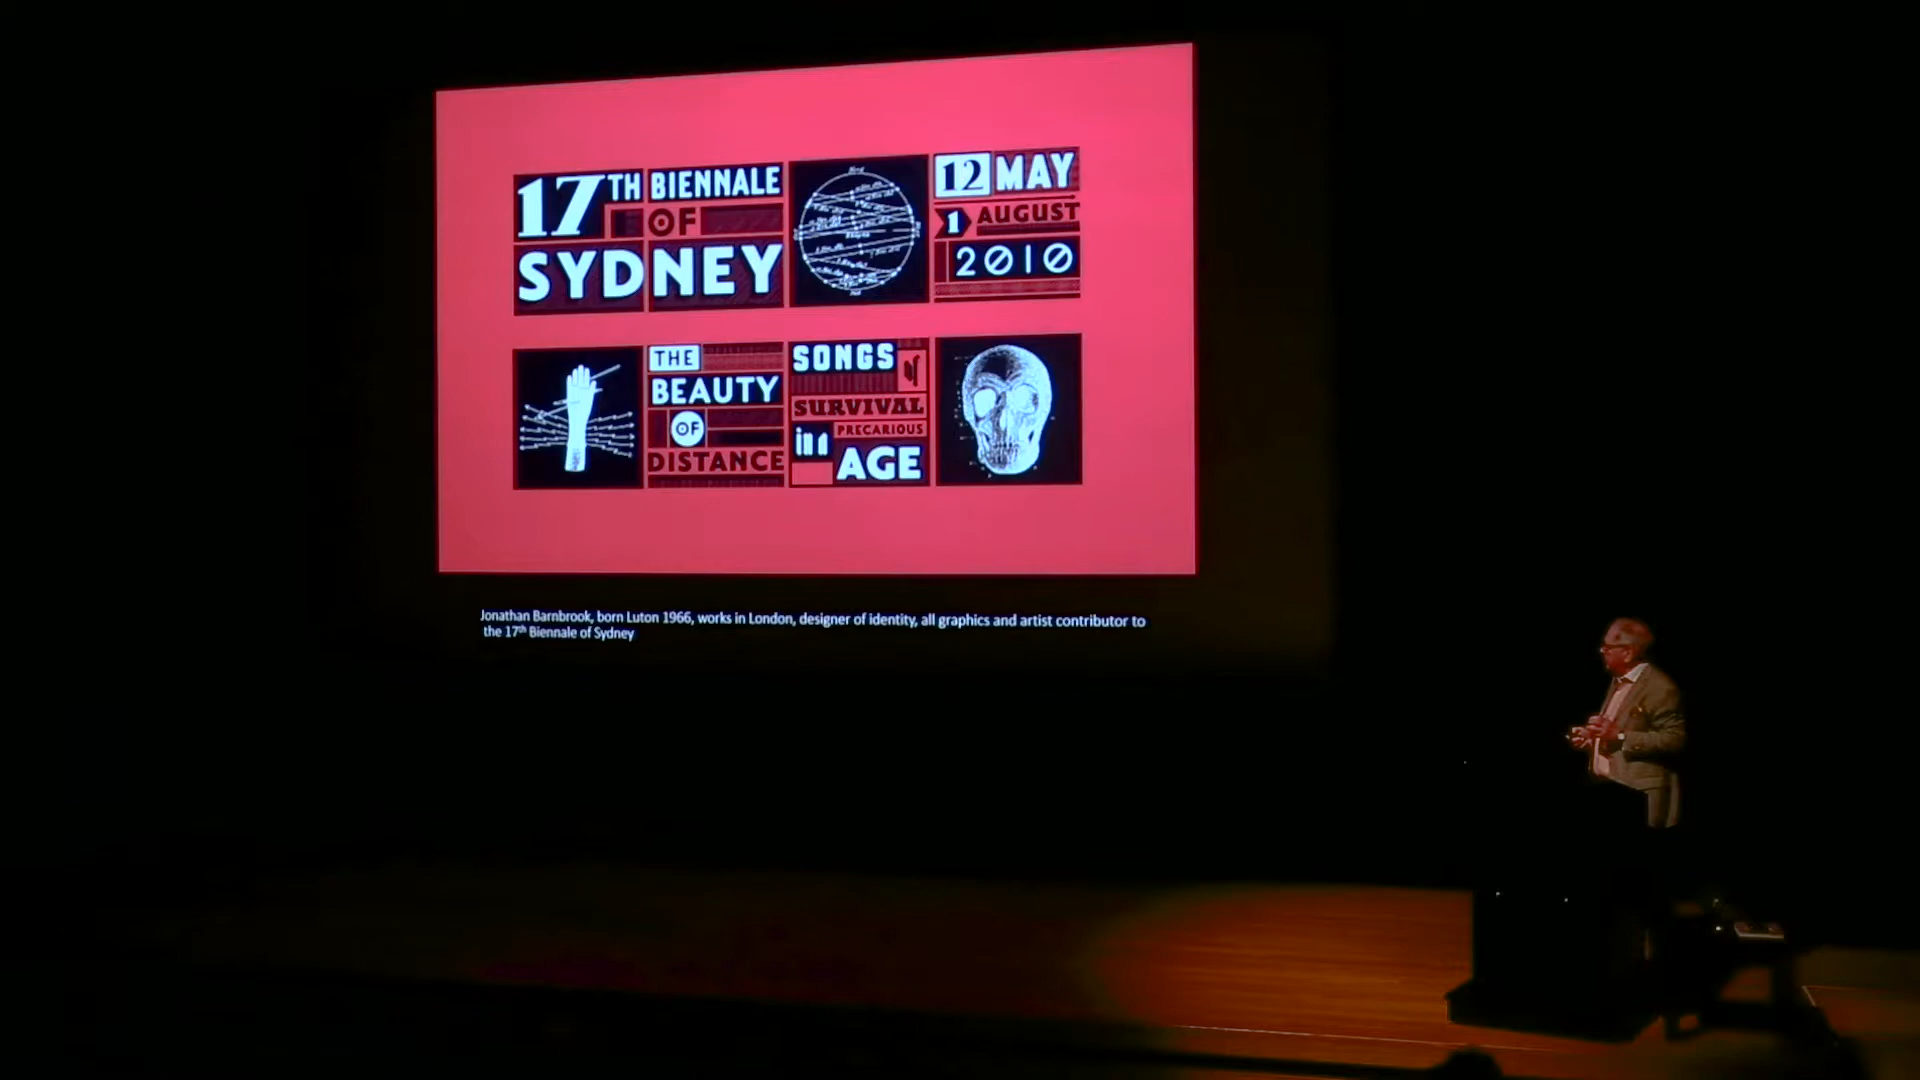 17TH BIENNALE
OF
SYDNEY
12 MAY
1 AUGUST
2010
THE
BEAUTY
OF
DISTANCE
SONGS
of
SURVIVAL
in a PRECARIOUS
AGE
Jonathan Barnbrook, born Luton 1966, works in London, designer of identity, all graphics and artist contributor to
the 17th Biennale of Sydney